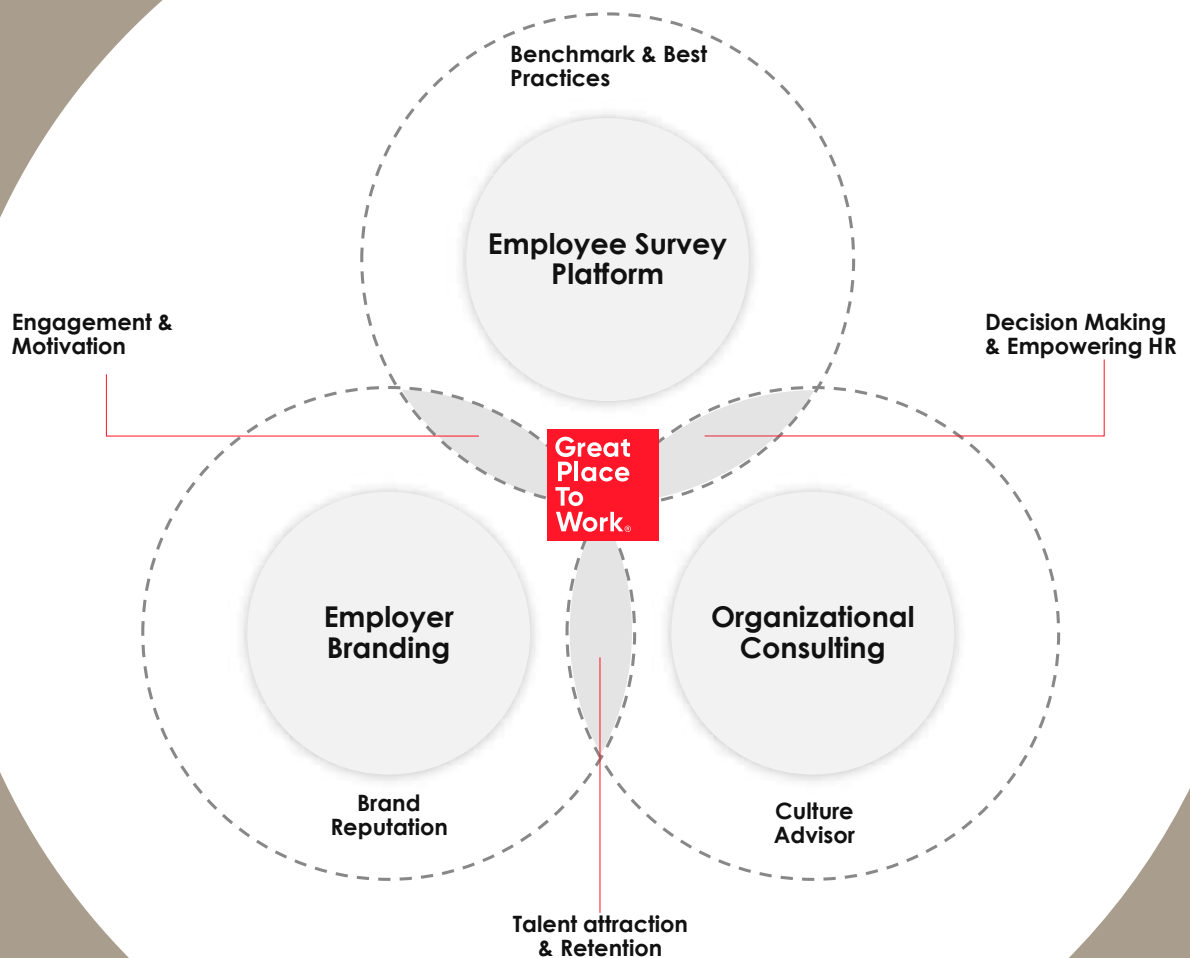 Benchmark & Best
Practices
Employee Survey
Platform
Engagement &
Motivation
Decision Making
& Empowering HR
Great
Place
To
Work®
Employer
Branding
Organizational
Consulting
Brand
Reputation
Culture
Advisor
Talent attraction
& Retention